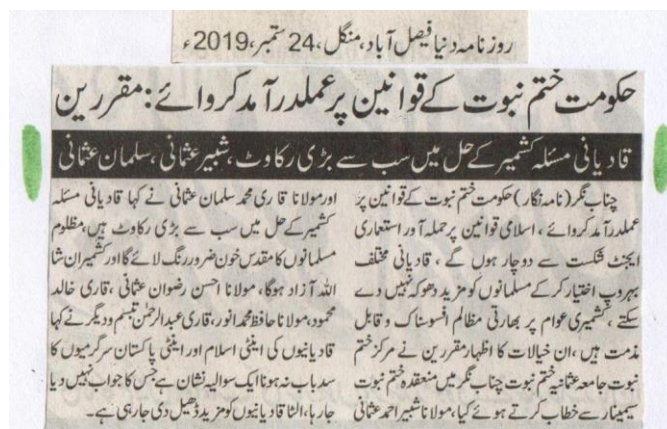 روزنامہ دنیا فیصل آباد، منگل، 24 ستمبر، 2019ء
حکومت ختم نبوت کے قوانین پر عملدرآمد کروائے: مقررین
قادیانی مسئلہ کشمیر کے حل میں سب سے بڑی رکاوٹ، شبیر عثمانی، سلمان عثمانی
چناب نگر (نامہ نگار) حکومت ختم نبوت کے قوانین پر
عملدرآمد کروائے، اسلامی قوانین پر حملہ آور استعماری
ایجنٹ شکست سے دوچار ہوں گے، قادیانی مختلف
بہروپ اختیار کر کے مسلمانوں کو مزید دھوکہ نہیں دے
سکتے، کشمیری عوام پر بھارتی مظالم افسوسناک و قابل
مذمت ہیں، ان خیالات کا اظہار مقررین نے مرکز ختم
نبوت جامعہ عثمانیہ ختم نبوت چناب نگر میں منعقدہ ختم نبوت
سیمینار سے خطاب کرتے ہوئے کیا، مولانا شبیر احمد عثمانی
اور مولانا قاری محمد سلمان عثمانی نے کہا قادیانی مسئلہ
کشمیر کے حل میں سب سے بڑی رکاوٹ ہیں، مظلوم
مسلمانوں کا مقدس خون ضرور رنگ لائے گا اور کشمیر ان شا
اللہ آزاد ہوگا، مولانا احسن رضوان عثمانی، قاری خالد
محمود، مولانا حافظ محمد انور، قاری عبدالرحمٰن تبسم و دیگر نے کہا
قادیانیوں کی اینٹی اسلام اور اینٹی پاکستان سرگرمیوں کا
سدباب نہ ہونا ایک سوالیہ نشان ہے جس کا جواب نہیں دیا
جا رہا، الٹا قادیانیوں کو مزید ڈھیل دی جا رہی ہے۔